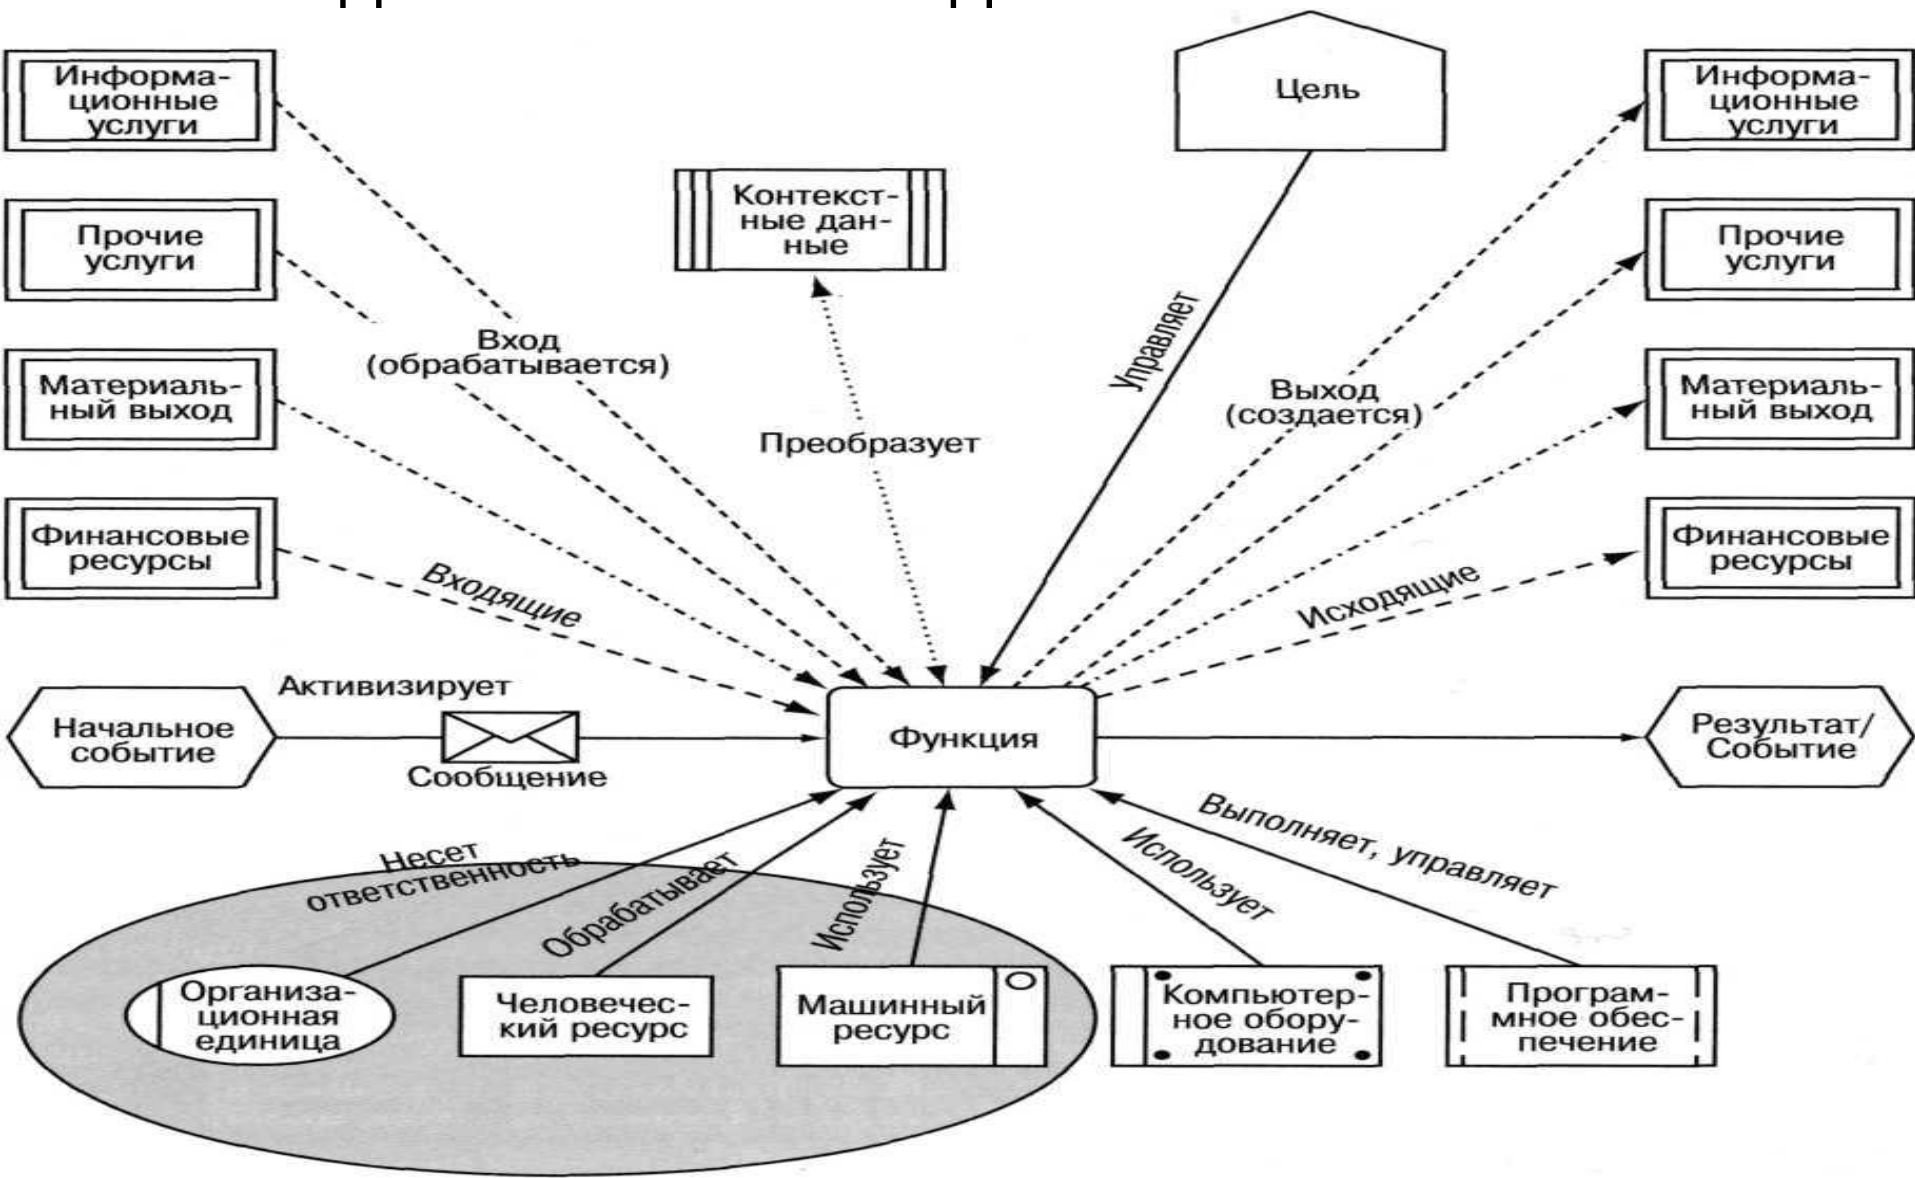 Информа-
ционные
услуги
Прочие
услуги
Материаль-
ный выход
Финансовые
ресурсы
Вход
(обрабатывается)
Входящие
Контекст-
ные дан-
ные
Преобразует
Цель
Управляет
Выход
(создается)
Исходящие
Информа-
ционные
услуги
Прочие
услуги
Материаль-
ный выход
Финансовые
ресурсы
Начальное
событие
Активизирует
Сообщение
Функция
Результат/
Событие
Несет
ответственность
Обрабатывает
Использует
Использует
Выполняет, управляет
Организа-
ционная
единица
Человечес-
кий ресурс
Машинный
ресурс
Компьютер-
ное обору-
дование
Програм-
мное обес-
печение